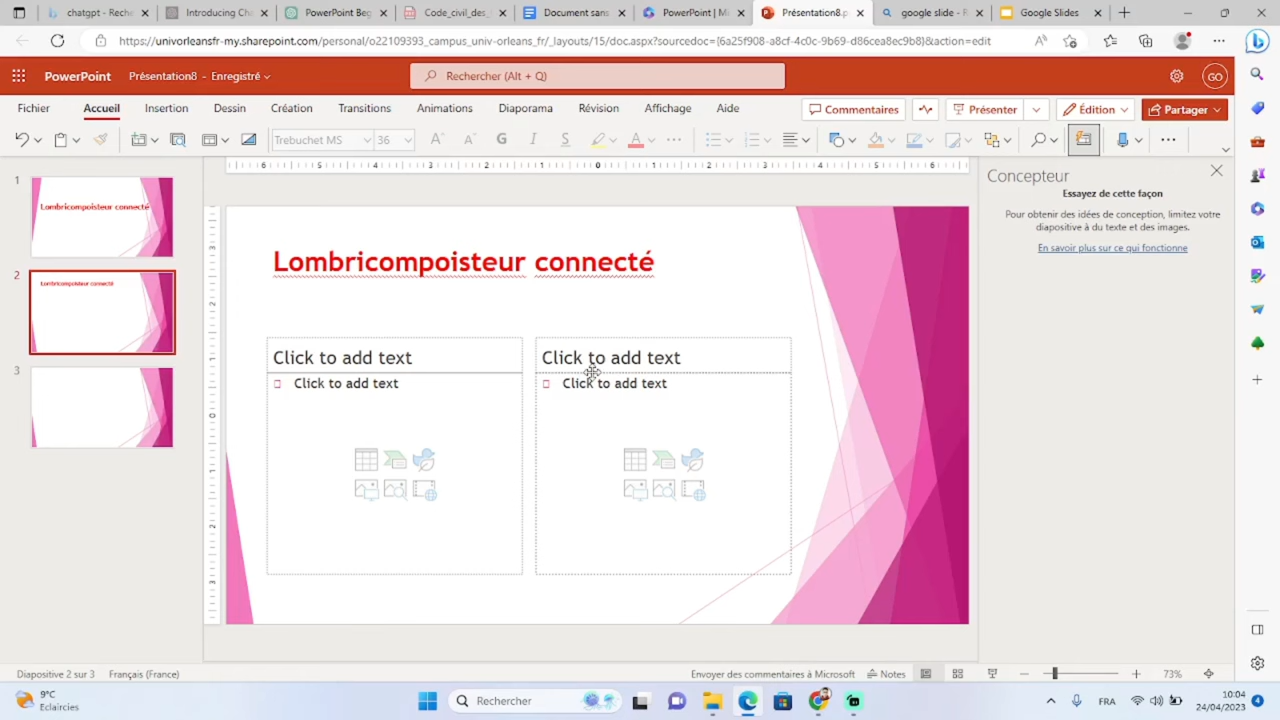 chatgpt - Reche
Introducing Cha
PowerPoint Beg
Code_civil_des_
Document sans
PowerPoint | Mi
Présentation8.p
google slide - R
Google Slides
https://univorleansfr-my.sharepoint.com/personal/o22109393_campus_univ-orleans_fr/_layouts/15/doc.aspx?sourcedoc={6a25f908-a8cf-4c0c-9b69-d86cea8ec9b8}&action=edit
PowerPoint Présentation8 - Enregistré
Rechercher (Alt + Q)
GO
Fichier Accueil Insertion Dessin Création Transitions Animations Diaporama Révision Affichage Aide
Commentaires Présenter Édition Partager
Trebuchet MS
G I S
Concepteur
Essayez de cette façon
Pour obtenir des idées de conception, limitez votre
diapositive à du texte et des images.
En savoir plus sur ce qui fonctionne
1
Lombricompoisteur connecté
2
Lombricompoisteur connecté
3
Lombricompoisteur connecté
Click to add text
Click to add text
Click to add text
Click to add text
Diapositive 2 sur 3 Français (France)
Envoyer des commentaires à Microsoft Notes 73%
9°C
Eclaircies
Rechercher
FRA
10:04
24/04/2023
4